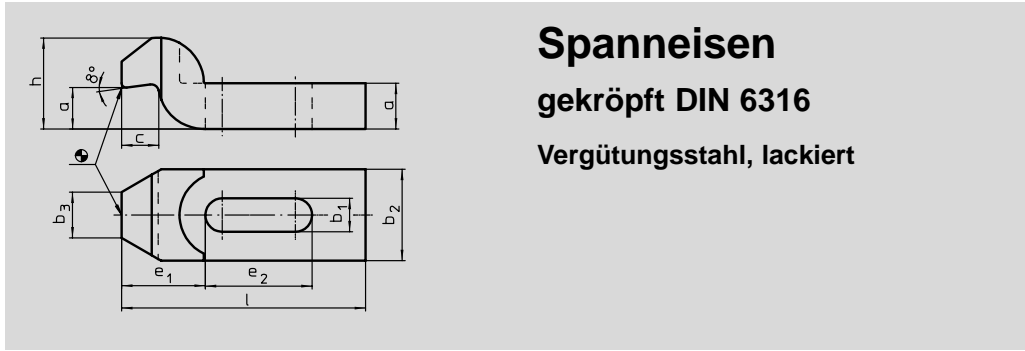 Spanneisen
gekröpft DIN 6316
Vergütungsstahl, lackiert
h
a
8°
c
a
b3
b1
b2
e1
e2
l